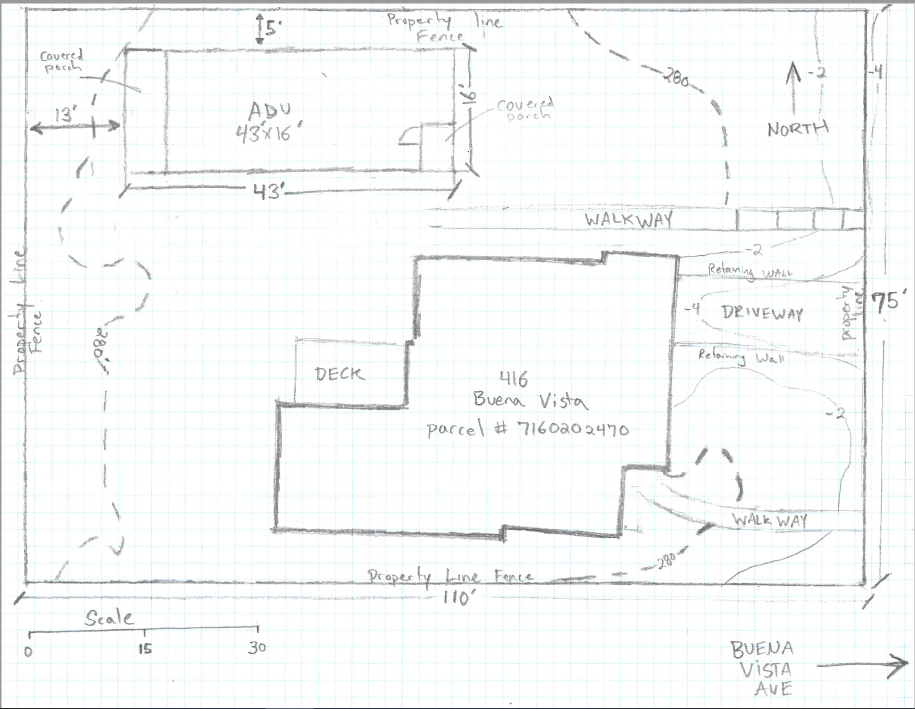 Property line
Fence
5'
Covered
porch
13'
ADU
43'X16'
16'
Covered
porch
43'
280
-2
-4
NORTH
WALKWAY
-2
Retaining WALL
-4
DRIVEWAY
Retaining Wall
property
line
75'
Property Line
Fence
280'
DECK
416
Buena Vista
parcel # 7160202470
-2
WALKWAY
280
Property Line Fence
110'
Scale
0 15 30
BUENA
VISTA
AVE